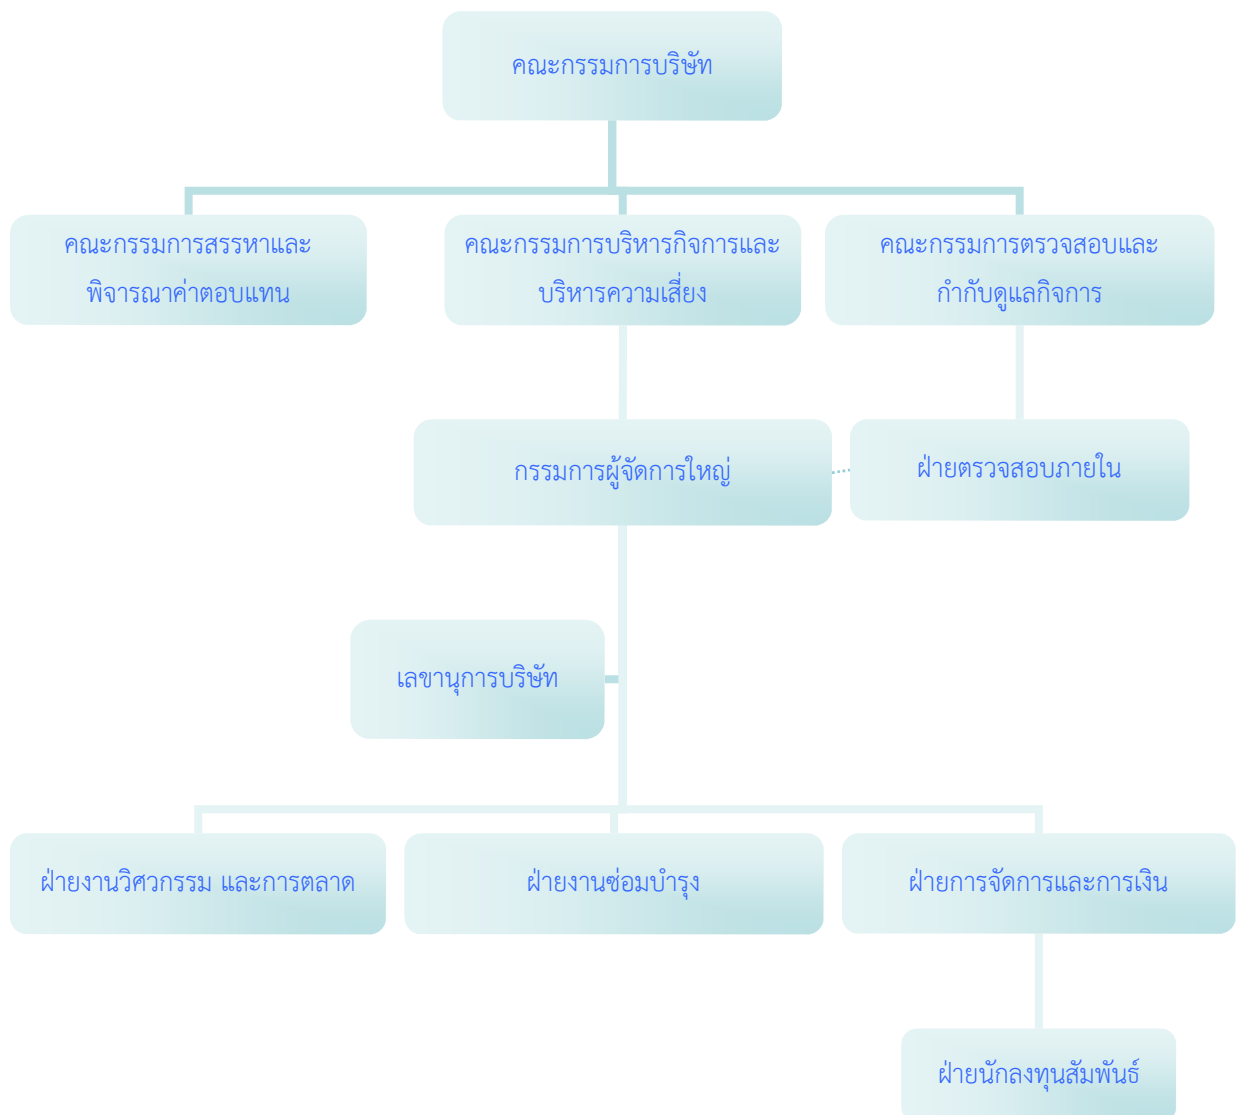 คณะกรรมการบริษัท
คณะกรรมการสรรหาและ
พิจารณาค่าตอบแทน
คณะกรรมการบริหารกิจการและ
บริหารความเสี่ยง
คณะกรรมการตรวจสอบและ
กำกับดูแลกิจการ
กรรมการผู้จัดการใหญ่
ฝ่ายตรวจสอบภายใน
เลขานุการบริษัท
ฝ่ายงานวิศวกรรม และการตลาด
ฝ่ายงานซ่อมบำรุง
ฝ่ายการจัดการและการเงิน
ฝ่ายนักลงทุนสัมพันธ์